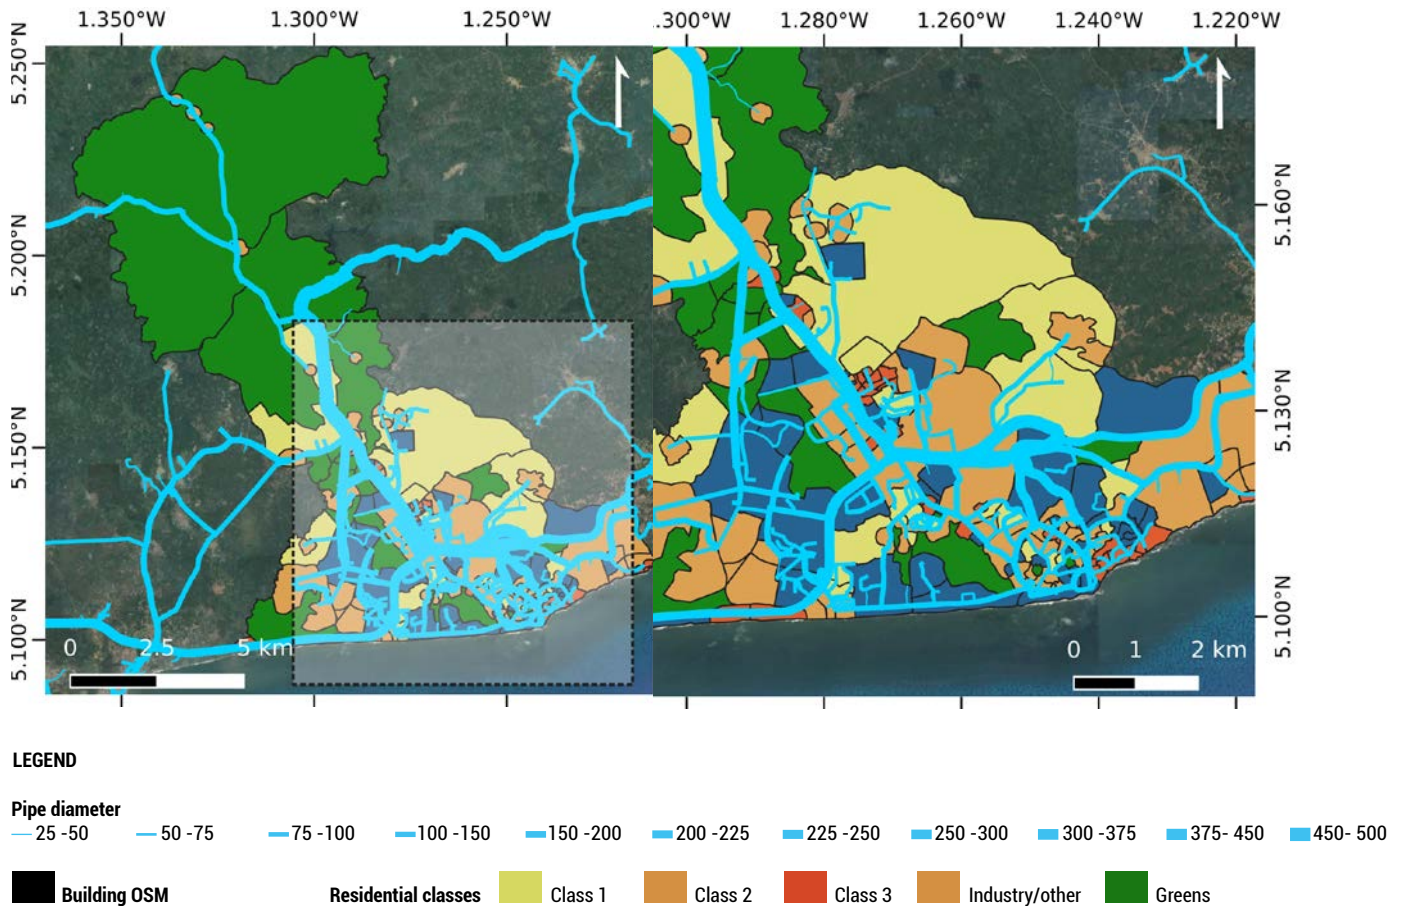 1.350°W 1.300°W 1.250°W
.300°W 1.280°W 1.260°W 1.240°W 1.220°W
5.250°N
5.200°N
5.150°N
5.100°N
5.160°N
5.130°N
5.100°N
0 2.5 5 km
0 1 2 km
LEGEND
Pipe diameter
25 -50 50 -75 75 -100 100 -150 150 -200 200 -225 225 -250 250 -300 300 -375 375- 450 450- 500
Building OSM Residential classes Class 1 Class 2 Class 3 Industry/other Greens